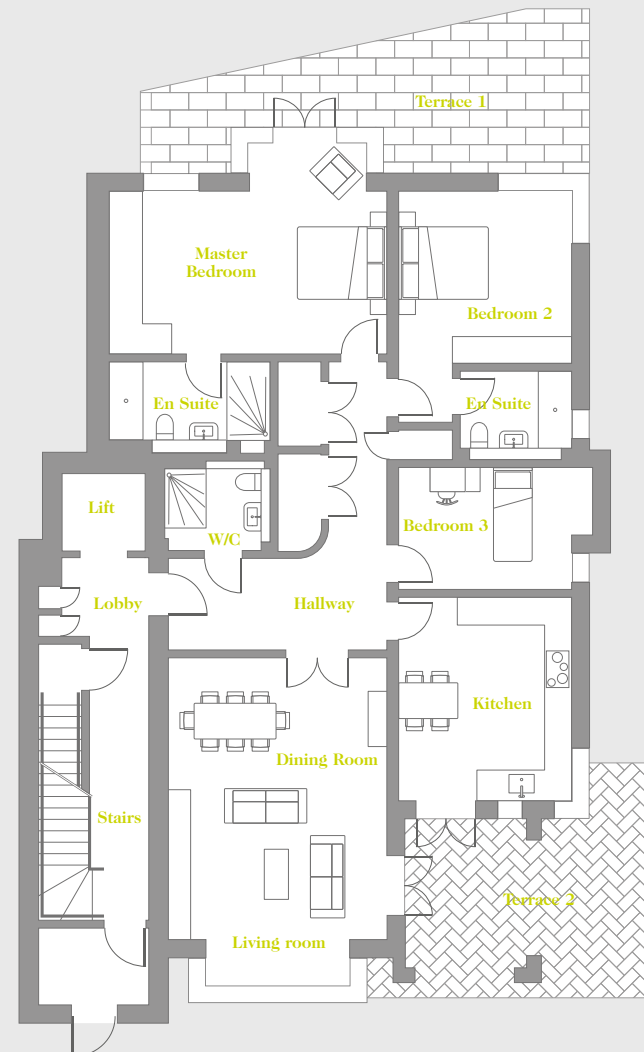 Terrace 1
Master
Bedroom
Bedroom 2
En Suite
En Suite
Lift
W/C
Bedroom 3
Lobby
Hallway
Kitchen
Dining Room
Stairs
Terrace 2
Living room